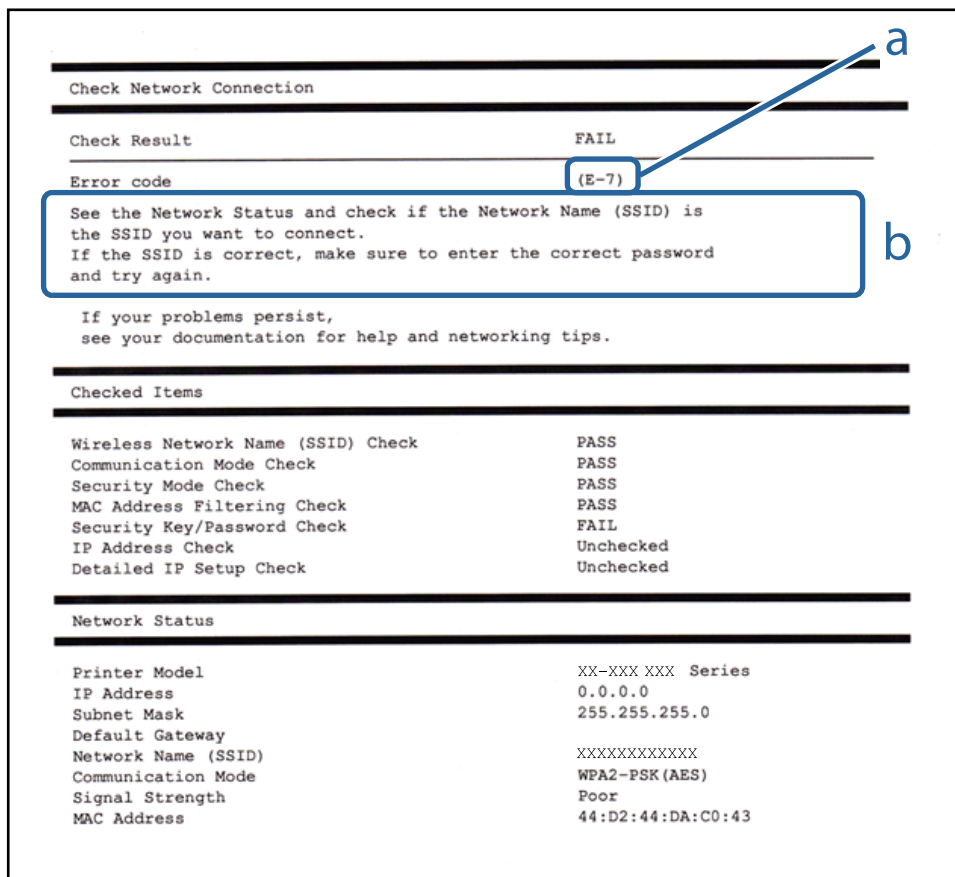 a
Check Network Connection
Check Result FAIL
Error code (E-7)
See the Network Status and check if the Network Name (SSID) is
the SSID you want to connect.
If the SSID is correct, make sure to enter the correct password
and try again.
b
If your problems persist,
see your documentation for help and networking tips.
Checked Items
Wireless Network Name (SSID) Check PASS
Communication Mode Check PASS
Security Mode Check PASS
MAC Address Filtering Check PASS
Security Key/Password Check FAIL
IP Address Check Unchecked
Detailed IP Setup Check Unchecked
Network Status
Printer Model XX-XXX XXX Series
IP Address 0.0.0.0
Subnet Mask 255.255.255.0
Default Gateway
Network Name (SSID) XXXXXXXXXXXX
Communication Mode WPA2-PSK(AES)
Signal Strength Poor
MAC Address 44:D2:44:DA:C0:43